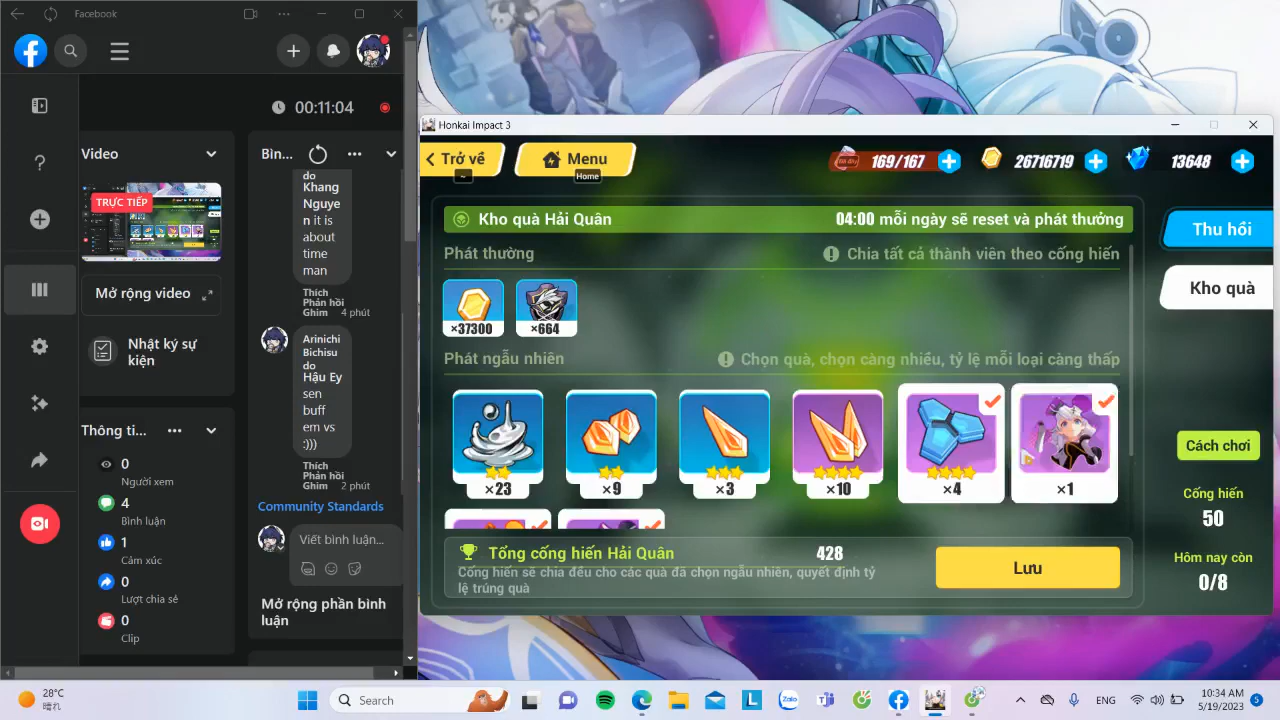 Facebook
00:11:04
Video
TRỰC TIẾP
Mở rộng video
Nhật ký sự
kiện
Thông ti...
0
Người xem
4
Bình luận
1
Cảm xúc
0
Lượt chia sẻ
0
Clip
Bìn...
do
Khang
Nguye
n it is
about
time
man
Thích
Phản hồi
Ghim
4 phút
Arinichi
Bichisu
do
Hậu Ey
sen
buff
em vs
:)))
Thích
Phản hồi
Ghim
2 phút
Community Standards
Viết bình luận...
Mở rộng phần bình
luận
Honkai Impact 3
Trở về
~
Menu
Home
169/167
26716719
13648
Kho quà Hải Quân
04:00 mỗi ngày sẽ reset và phát thưởng
Phát thưởng
Chia tất cả thành viên theo cống hiến
×37300
×664
Phát ngẫu nhiên
Chọn quà, chọn càng nhiều, tỷ lệ mỗi loại càng thấp
×23
×9
×3
×10
×4
×1
Tổng cống hiến Hải Quân
428
Cống hiến sẽ chia đều cho các quà đã chọn ngẫu nhiên, quyết định tỷ
lệ trúng quà
Lưu
Thu hồi
Kho quà
Cách chơi
Cống hiến
50
Hôm nay còn
0/8
28°C
晴れ
Search
Zalo
ENG
10:34 AM
5/19/2023
5